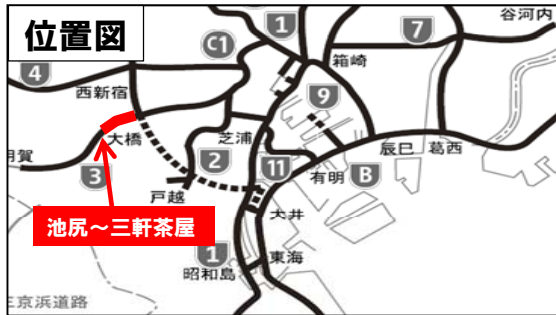 位置図
谷河内
1
7
C1
箱崎
4
西新宿
9
大橋
芝浦
辰巳
葛西
2
11
有明
B
3
戸越
大井
池尻～三軒茶屋
1
東海
昭和島
京浜道路